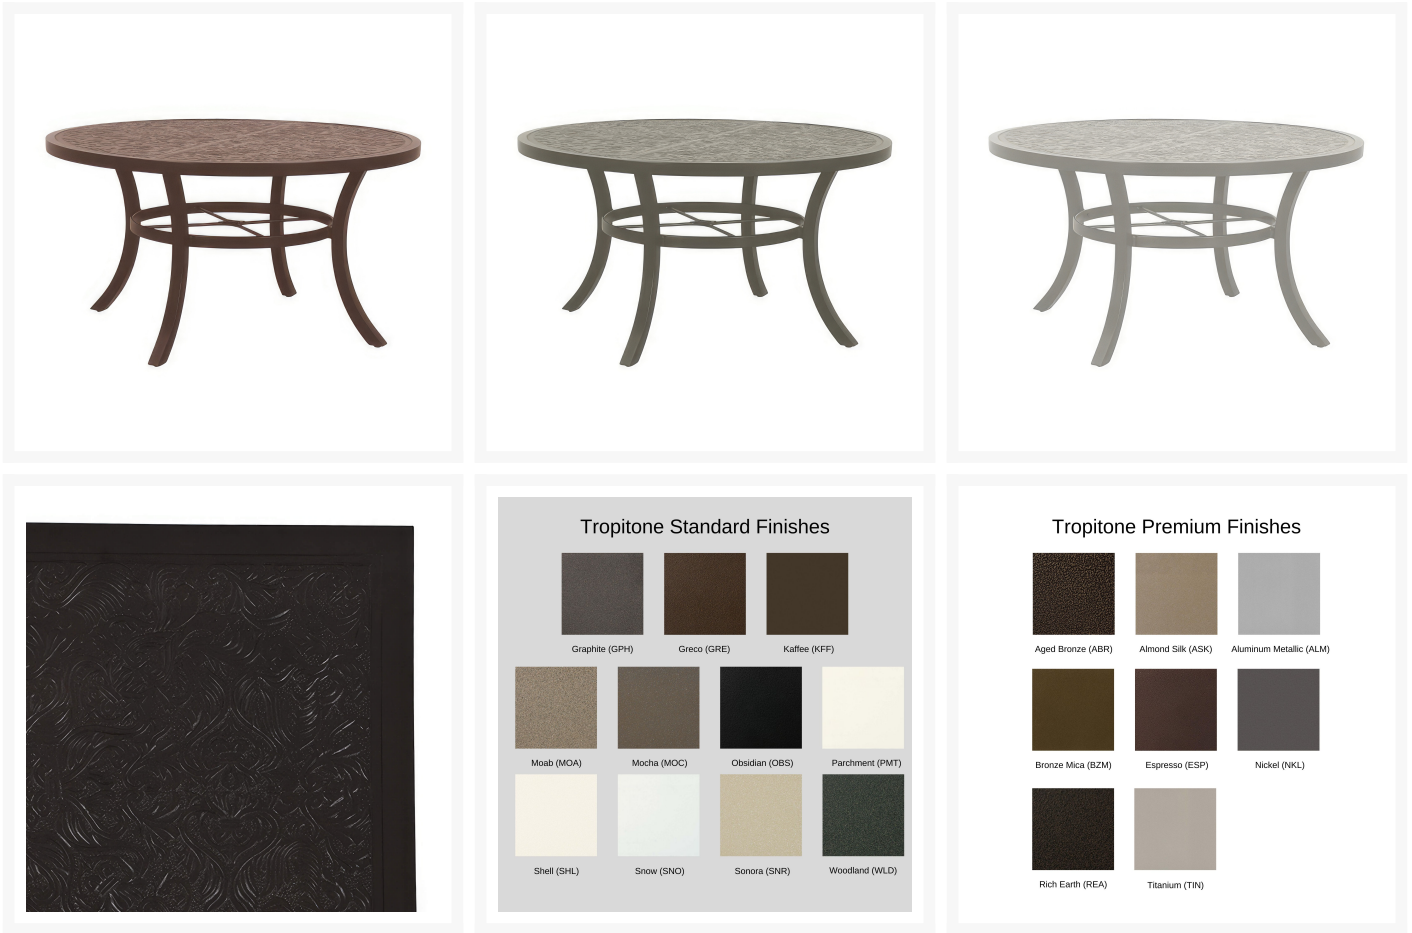 Tropitone Standard Finishes
Graphite (GPH)
Greco (GRE)
Kaffee (KFF)
Moab (MOA)
Mocha (MOC)
Obsidian (OBS)
Parchment (PMT)
Shell (SHL)
Snow (SNO)
Sonora (SNR)
Woodland (WLD)
Tropitone Premium Finishes
Aged Bronze (ABR)
Almond Silk (ASK)
Aluminum Metallic (ALM)
Bronze Mica (BZM)
Espresso (ESP)
Nickel (NKL)
Rich Earth (REA)
Titanium (TIN)